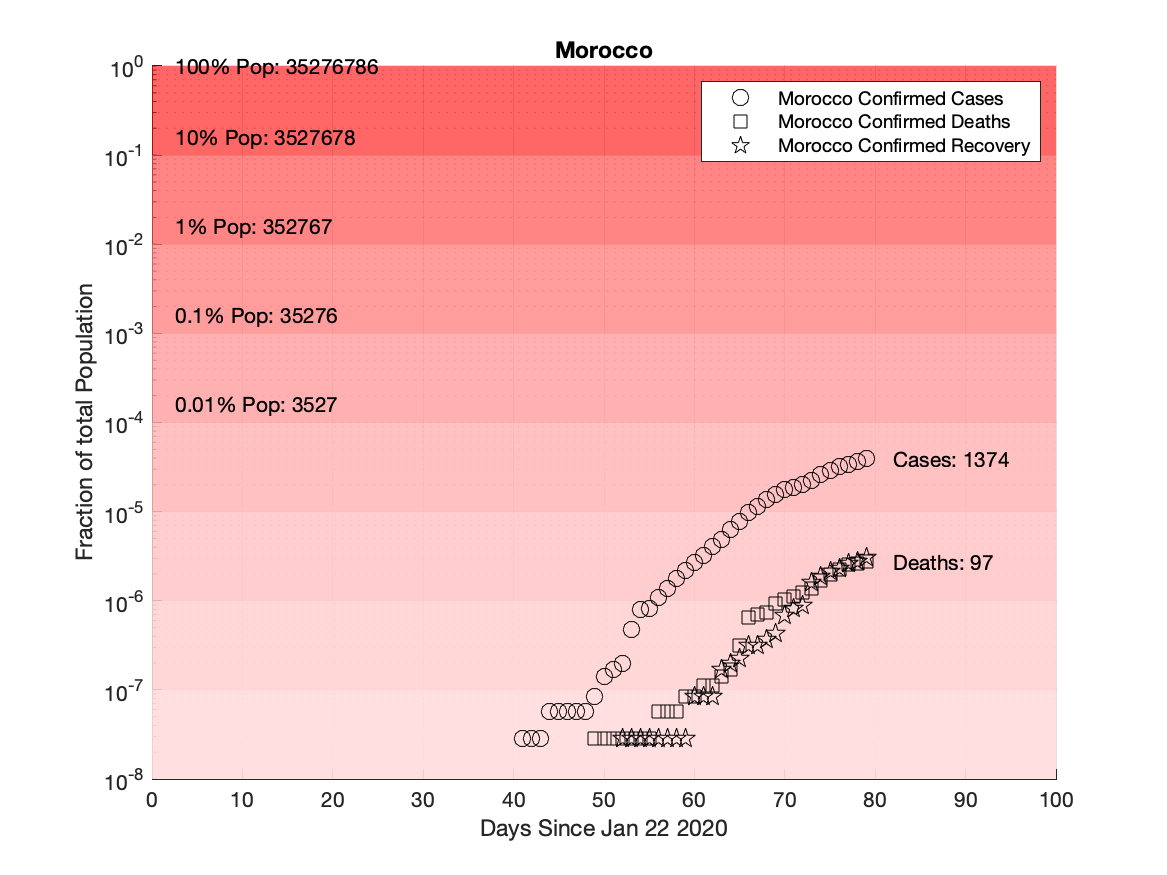 Morocco
10^0
100% Pop: 35276786
Morocco Confirmed Cases
Morocco Confirmed Deaths
Morocco Confirmed Recovery
10% Pop: 3527678
10^-1
1% Pop: 352767
10^-2
0.1% Pop: 35276
10^-3
0.01% Pop: 3527
10^-4
Cases: 1374
10^-5
Deaths: 97
10^-6
10^-7
10^-8
Fraction of total Population
0 10 20 30 40 50 60 70 80 90 100
Days Since Jan 22 2020